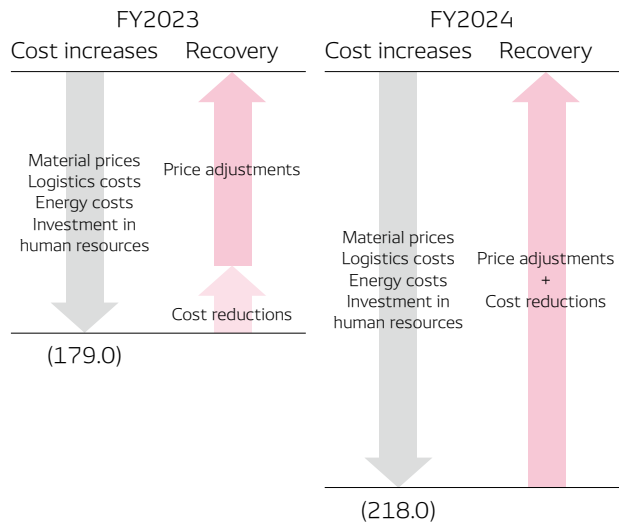 FY2023
Cost increases Recovery
Material prices
Logistics costs
Energy costs
Investment in
human resources
Price adjustments
Cost reductions
(179.0)
FY2024
Cost increases Recovery
Material prices
Logistics costs
Energy costs
Investment in
human resources
Price adjustments
+
Cost reductions
(218.0)